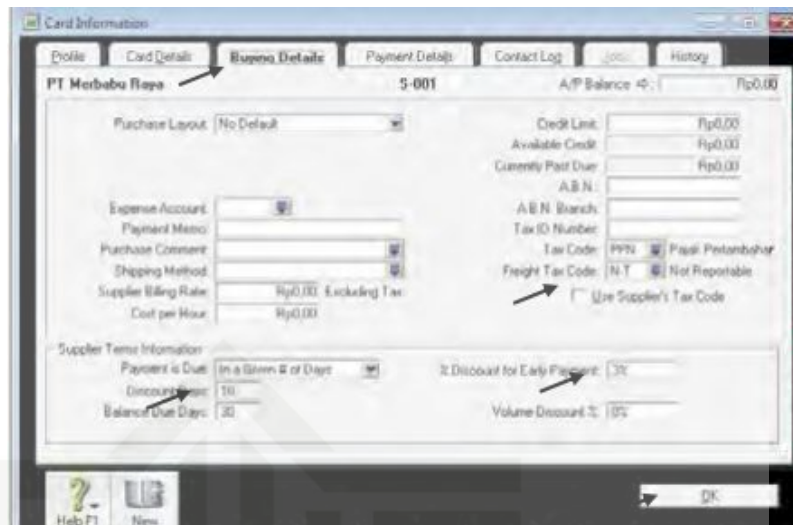 Card Information
Profile Card Details Buying Details Payment Details Contact Log Jobs History
PT Merbabu Raya S-001 A/P Balance Rp0.00
Purchase Layout: No Default
Credit Limit: Rp0.00
Available Credit: Rp0.00
Currently Past Due: Rp0.00
A.B.N.:
Expense Account: A.B.N. Branch:
Payment Memo: Tax ID Number:
Purchase Comment: Tax Code: PPN Pajak Pertambahar
Shipping Method: Freight Tax Code: N-T Not Reportable
Supplier Billing Rate: Rp0.00 Excluding Tax Use Supplier's Tax Code
Cost per Hour: Rp0.00
Supplier Terms Information
Payment is Due: In a Given # of Days % Discount for Early Payment: 3%
Discount Days: 10
Balance Due Days: 30 Volume Discount %: 0%
OK
Help F1 New